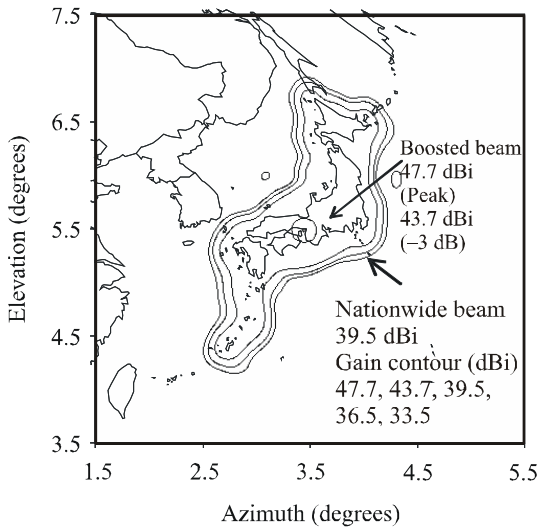 7.5
6.5
5.5
4.5
3.5
Elevation (degrees)
1.5
2.5
3.5
4.5
5.5
Azimuth (degrees)
Boosted beam
47.7 dBi
(Peak)
43.7 dBi
(−3 dB)
Nationwide beam
39.5 dBi
Gain contour (dBi)
47.7, 43.7, 39.5,
36.5, 33.5